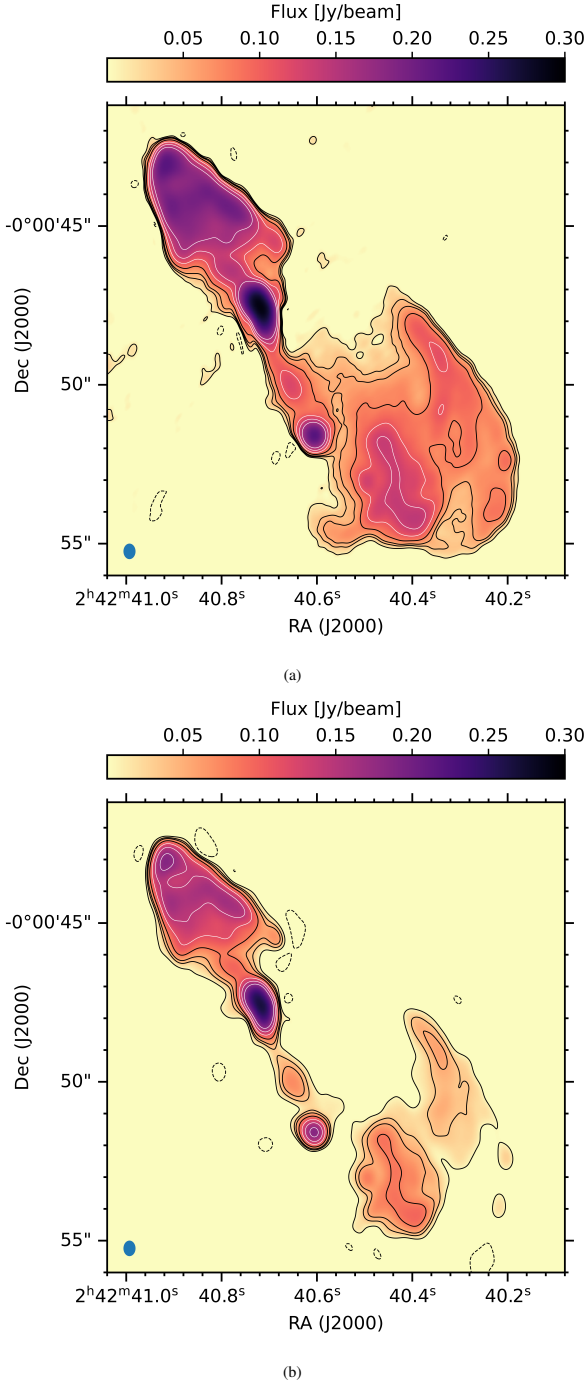 Flux [Jy/beam]
0.05 0.10 0.15 0.20 0.25 0.30
-0°00'45"
50"
55"
Dec (J2000)
2ʰ42ᵐ41.0ˢ 40.8ˢ 40.6ˢ 40.4ˢ 40.2ˢ
RA (J2000)
(a)
Flux [Jy/beam]
0.05 0.10 0.15 0.20 0.25 0.30
-0°00'45"
50"
55"
Dec (J2000)
2ʰ42ᵐ41.0ˢ 40.8ˢ 40.6ˢ 40.4ˢ 40.2ˢ
RA (J2000)
(b)